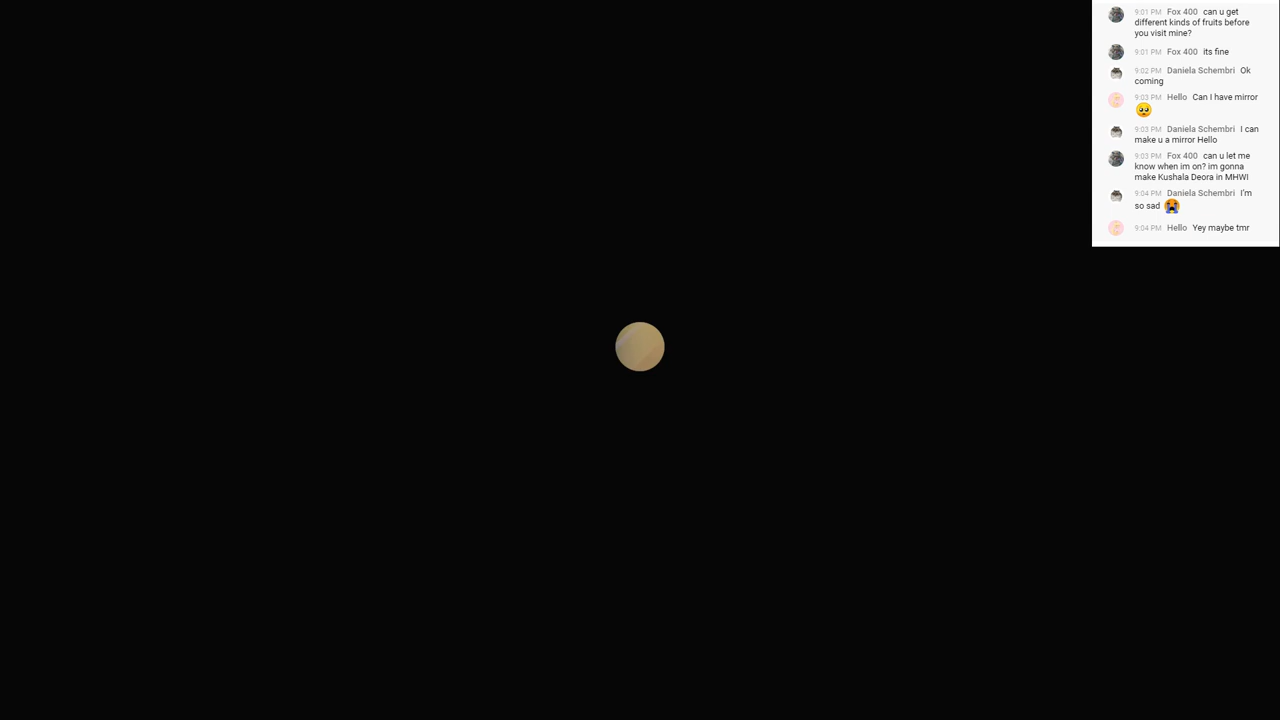 9:01 PM Fox 400 can u get
different kinds of fruits before
you visit mine?
9:01 PM Fox 400 its fine
9:02 PM Daniela Schembri Ok
coming
9:03 PM Hello Can I have mirror
🥺
9:03 PM Daniela Schembri I can
make u a mirror Hello
9:03 PM Fox 400 can u let me
know when im on? im gonna
make Kushala Deora in MHWI
9:04 PM Daniela Schembri I'm
so sad 😭
9:04 PM Hello Yey maybe tmr